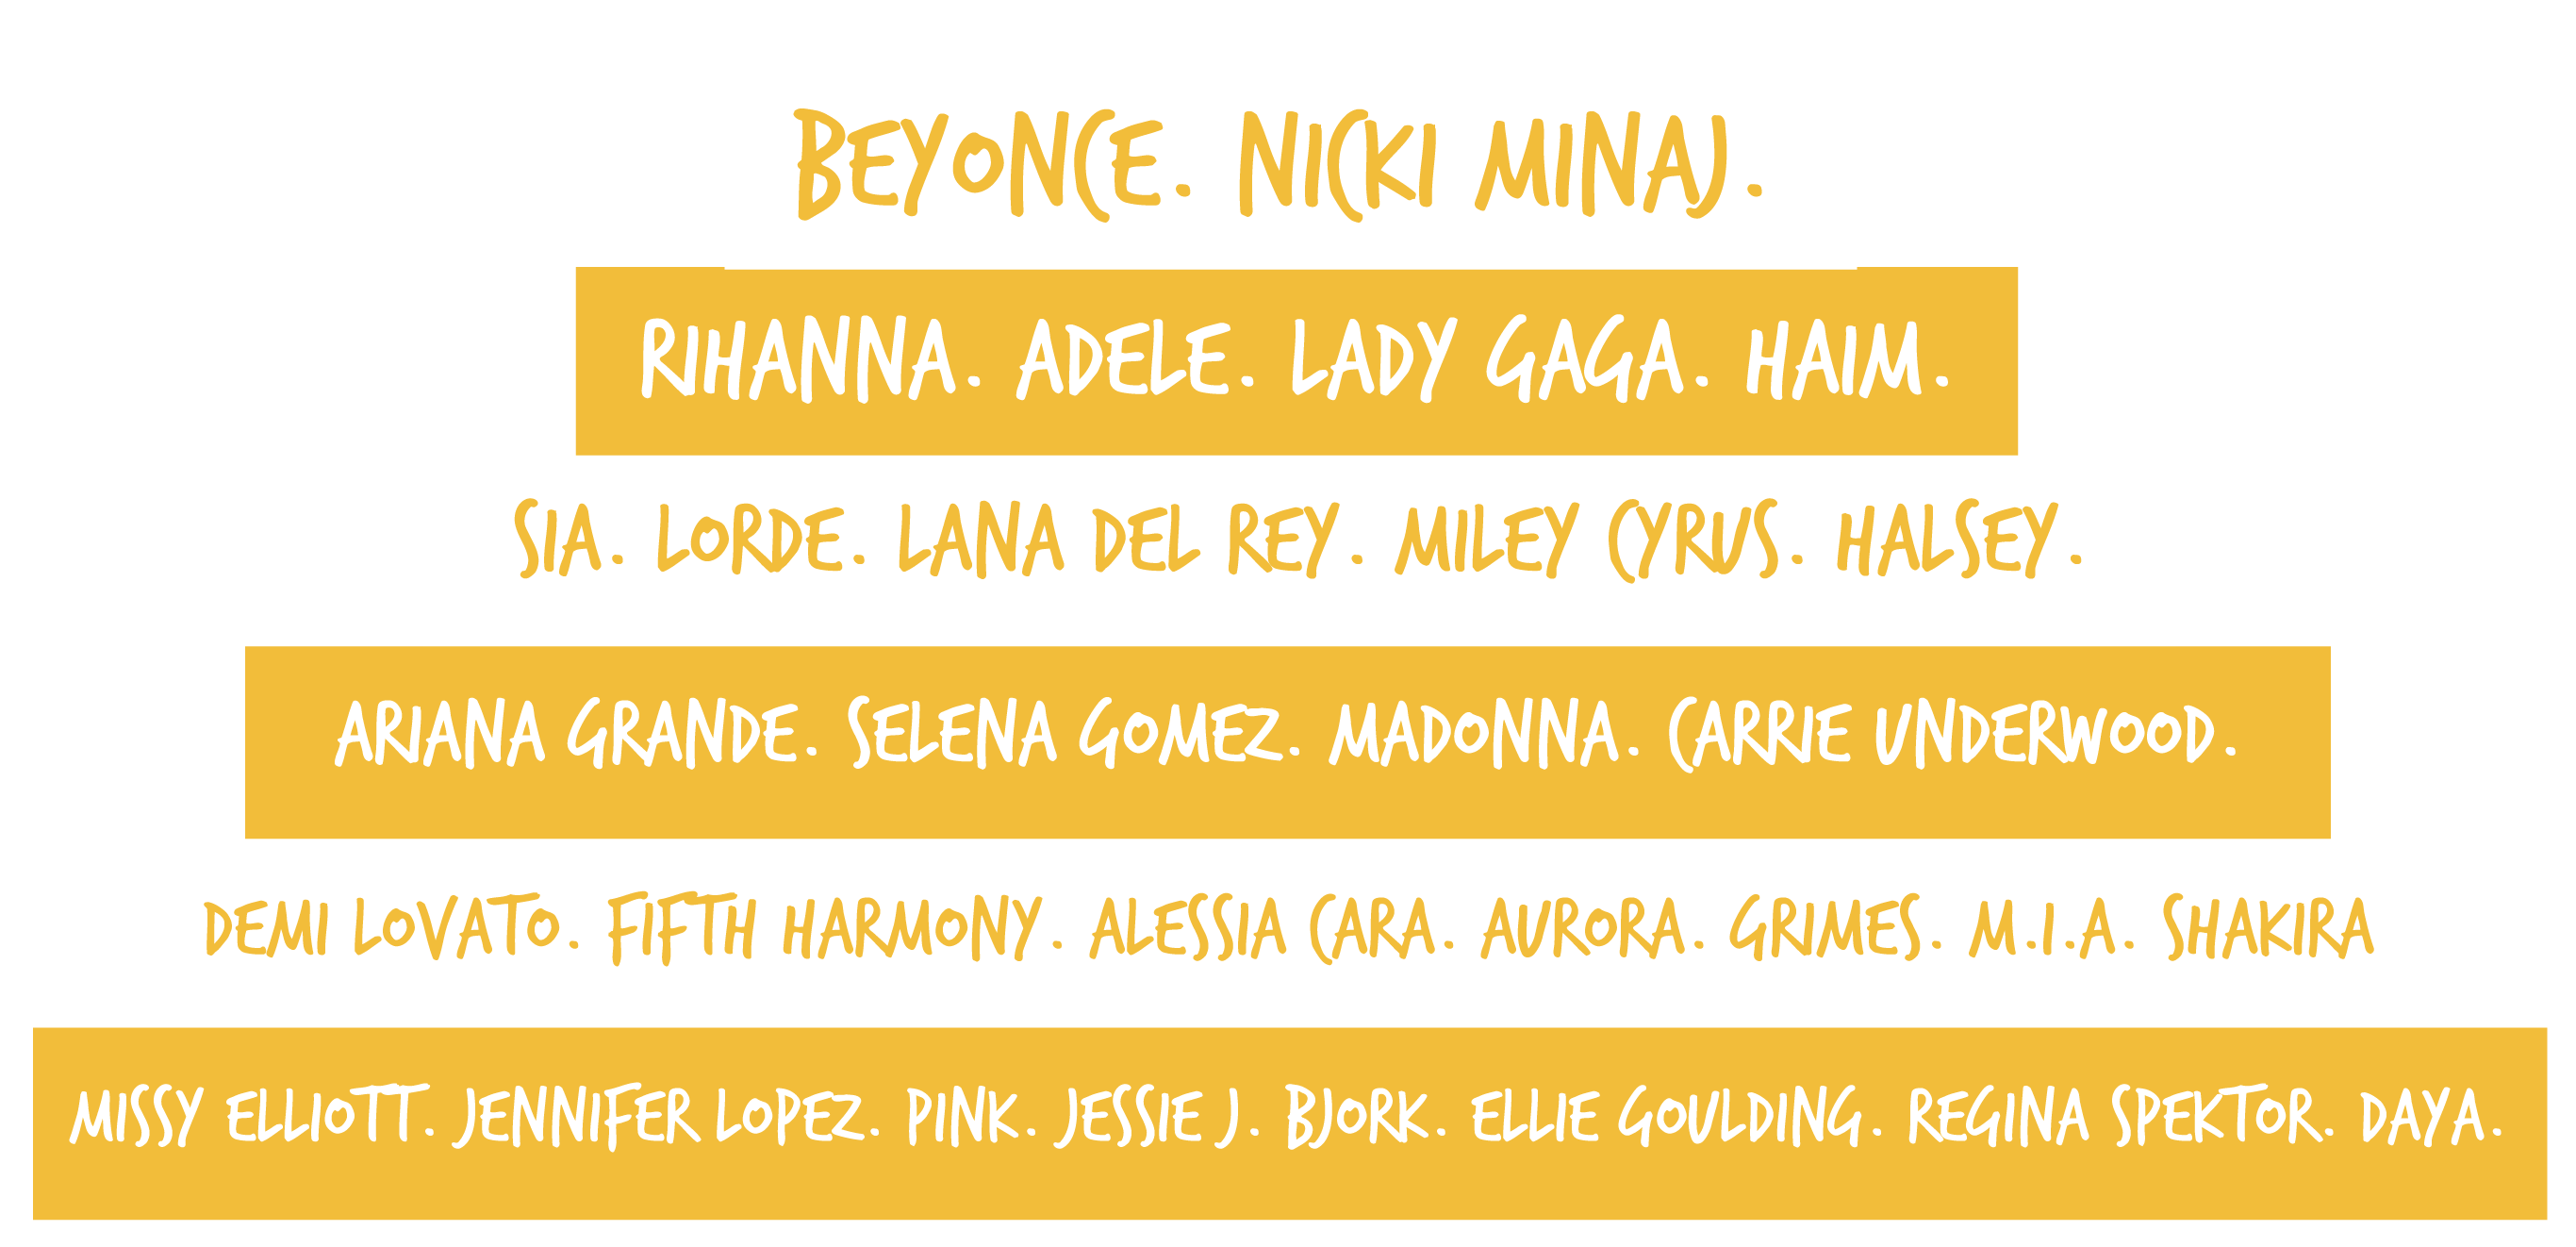 BEYONCE. NICKI MINAJ.
RIHANNA. ADELE. LADY GAGA. HAIM.
SIA. LORDE. LANA DEL REY. MILEY CYRUS. HALSEY.
ARIANA GRANDE. SELENA GOMEZ. MADONNA. CARRIE UNDERWOOD.
DEMI LOVATO. FIFTH HARMONY. ALESSIA CARA. AURORA. GRIMES. M.I.A. SHAKIRA
MISSY ELLIOTT. JENNIFER LOPEZ. PINK. JESSIE J. BJORK. ELLIE GOULDING. REGINA SPEKTOR. DAYA.